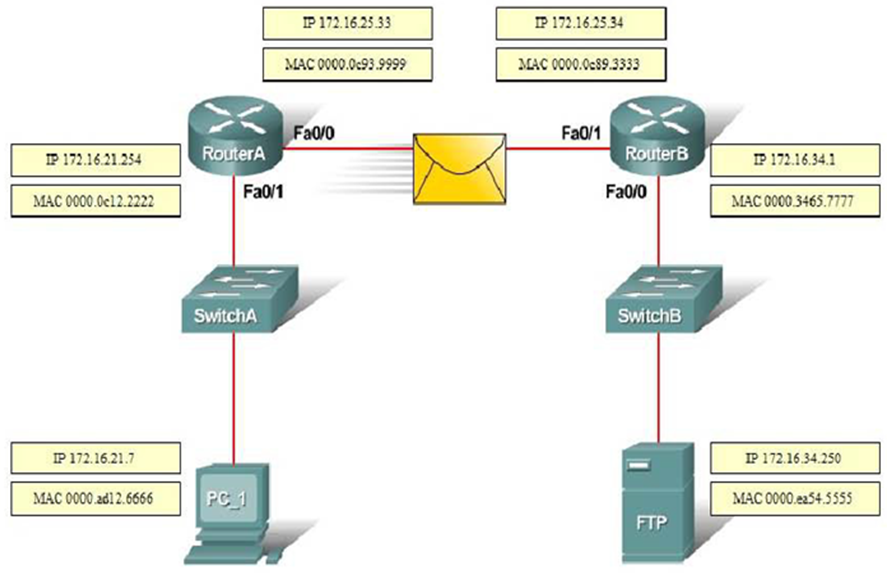 IP 172.16.25.33
IP 172.16.25.34
MAC 0000.0c93.9999
MAC 0000.0c89.3333
Fa0/0
Fa0/1
RouterA
RouterB
IP 172.16.21.254
IP 172.16.34.1
Fa0/1
Fa0/0
MAC 0000.0c12.2222
MAC 0000.3465.7777
SwitchA
SwitchB
IP 172.16.21.7
IP 172.16.34.250
MAC 0000.ad12.6666
PC_1
MAC 0000.ea54.5555
FTP